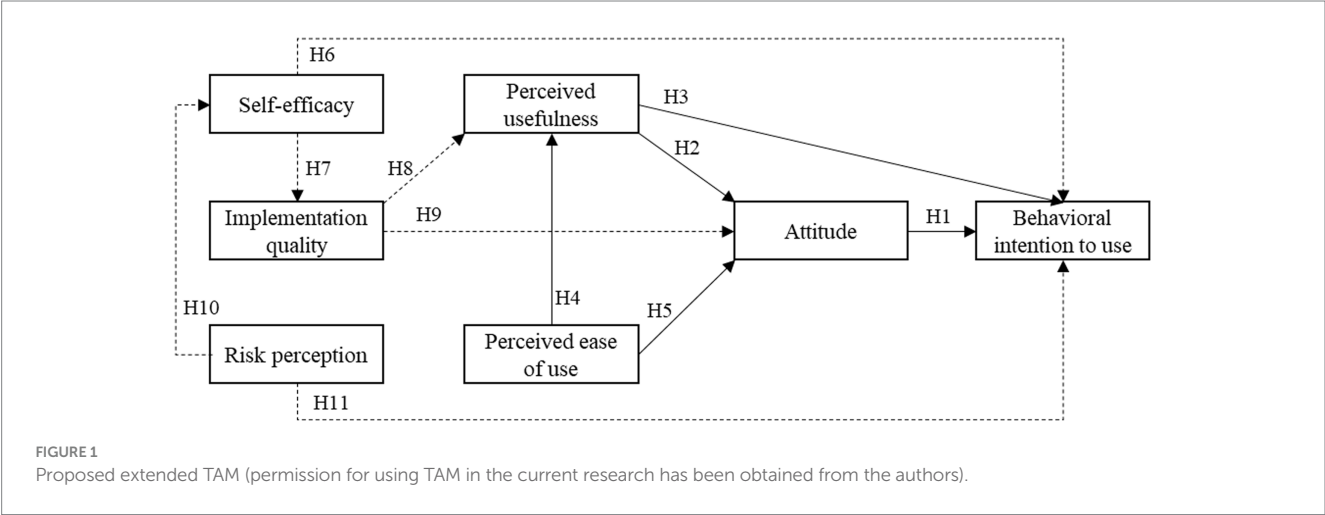 H6
Self-efficacy
Perceived
usefulness
H3
H2
H7
H8
Implementation
quality
H9
Attitude
H1
Behavioral
intention to use
H10
H4
H5
Risk perception
Perceived ease
of use
H11
FIGURE 1
Proposed extended TAM (permission for using TAM in the current research has been obtained from the authors).